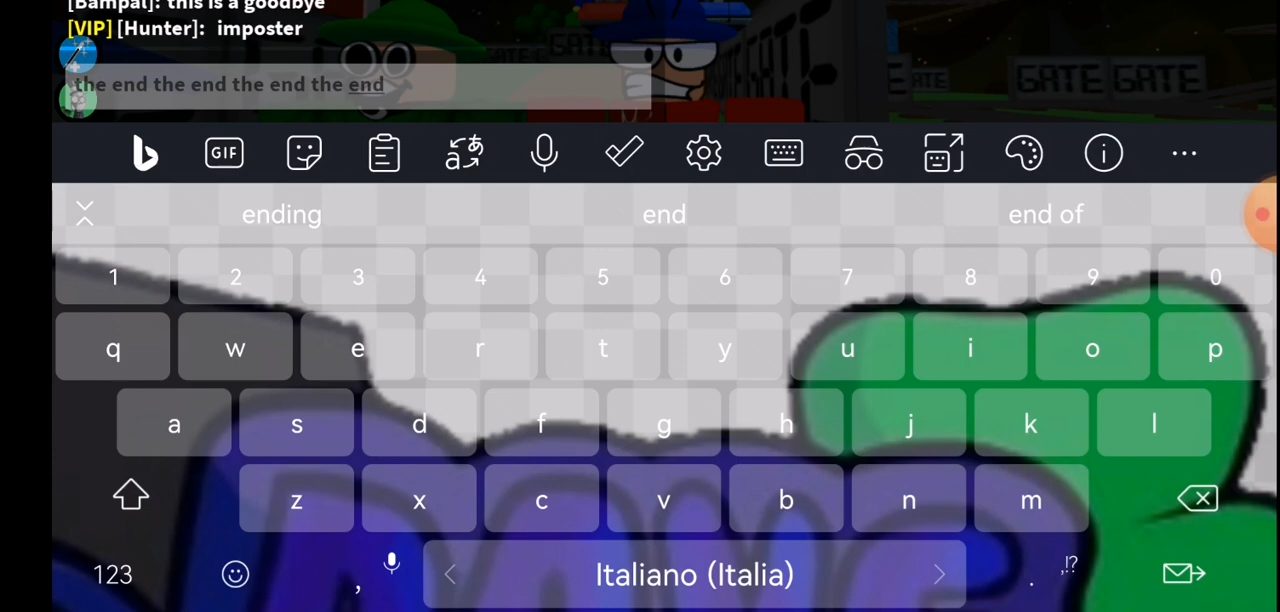 [Bampal]: this is a goodbye
[VIP] [Hunter]: imposter
the end the end the end the end
GATE GATE
GIF
ending end end of
1 2 3 4 5 6 7 8 9 0
q w e r t y u i o p
a s d f g h j k l
z x c v b n m
123 , Italiano (Italia) . ,!?